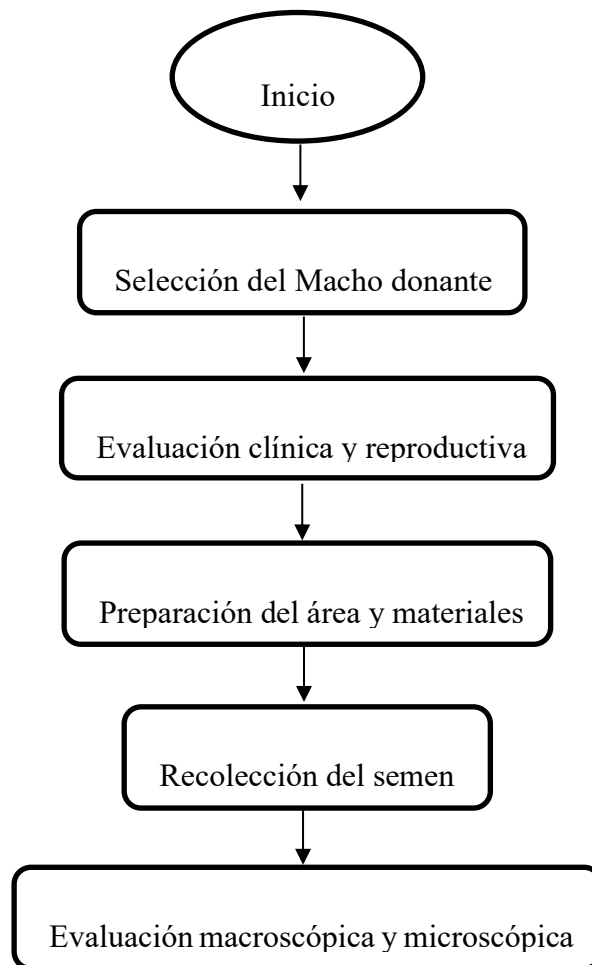 Inicio
Selección del Macho donante
Evaluación clínica y reproductiva
Preparación del área y materiales
Recolección del semen
Evaluación macroscópica y microscópica